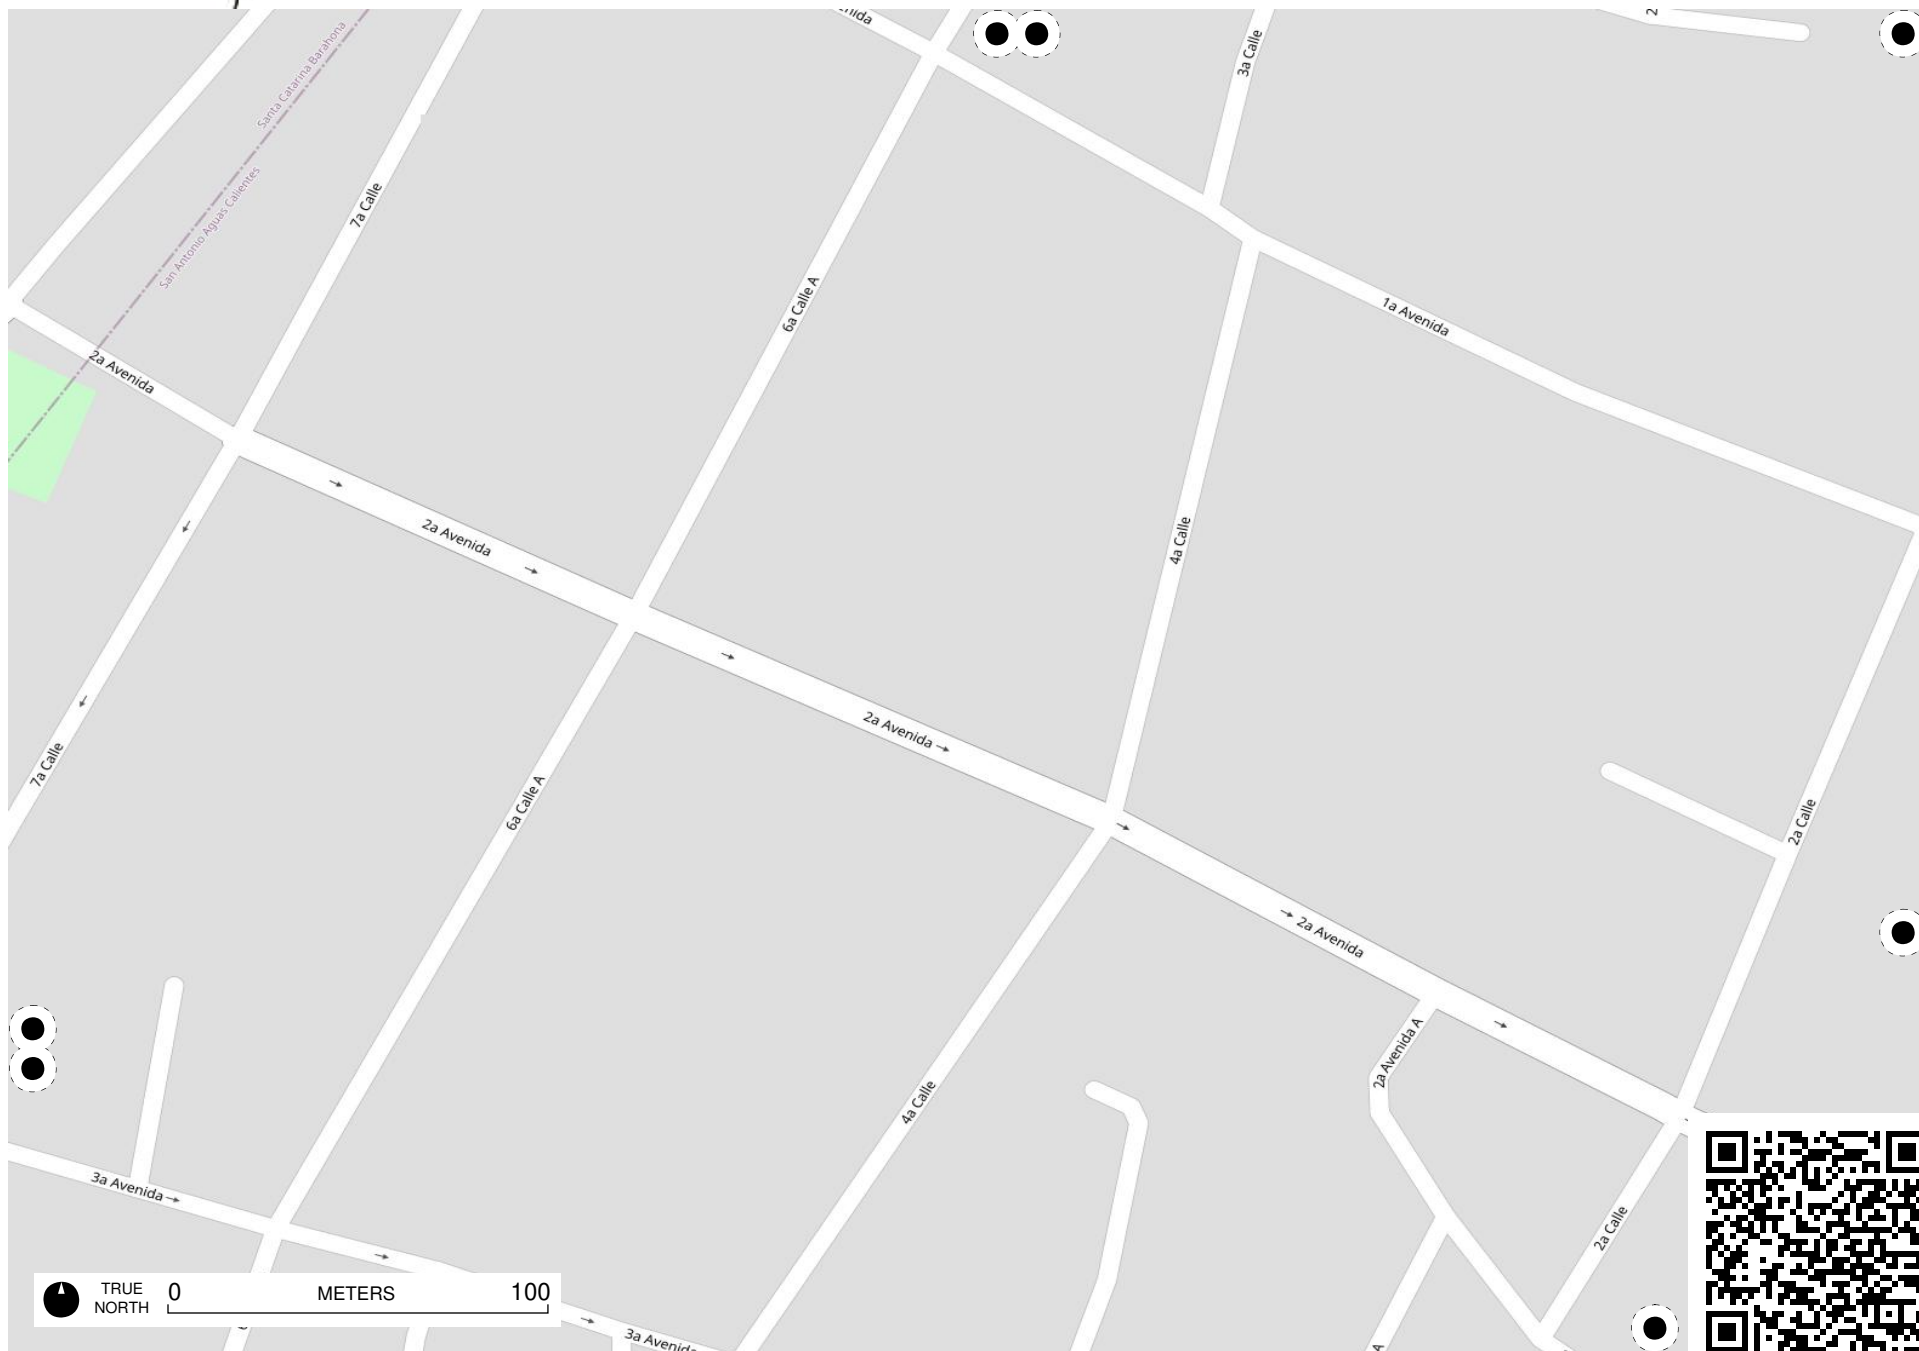 Santa Catarina Barahona
3a Calle
7a Calle
San Antonio Aguas Calientes
6a Calle A
1a Avenida
2a Avenida
2a Avenida
4a Calle
2a Avenida
7a Calle
6a Calle A
2a Calle
2a Avenida
2a Avenida A
4a Calle
3a Avenida
2a Calle
TRUE
NORTH
0 METERS 100
3a Avenida